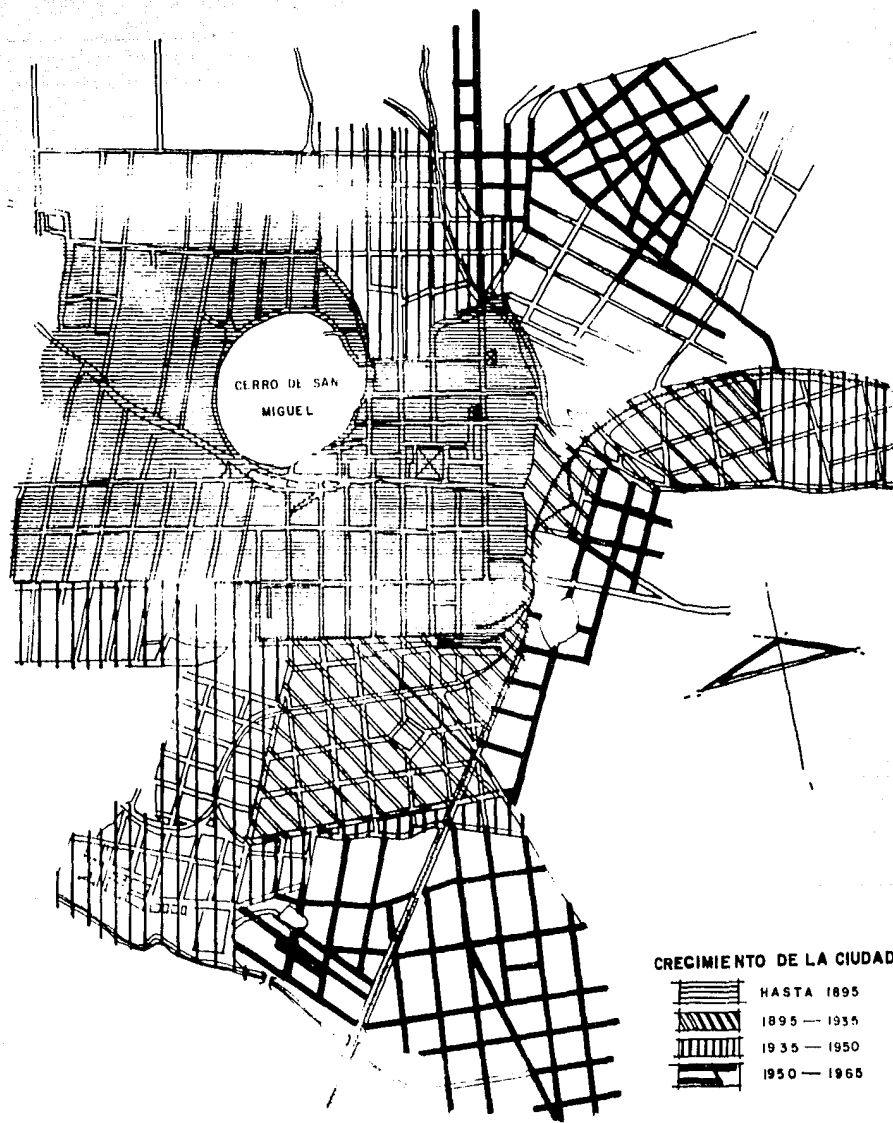 CERRO DE SAN
MIGUEL
CRECIMIENTO DE LA CIUDAD
HASTA 1895
1895 — 1935
1935 — 1950
1950 — 1965